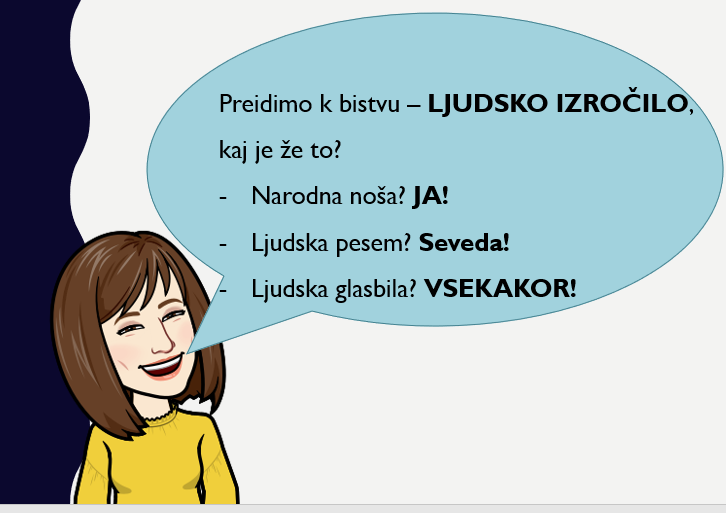 Preidimo k bistvu – LJUDSKO IZROČILO,
kaj je že to?
- Narodna noša? JA!
- Ljudska pesem? Seveda!
- Ljudska glasbila? VSEKAKOR!